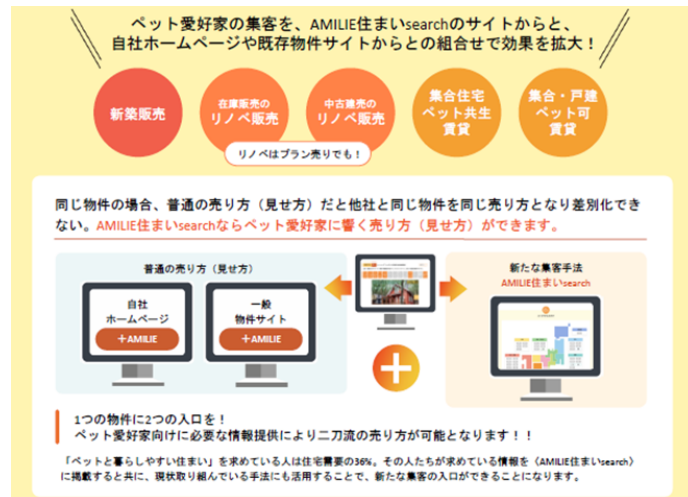 ペット愛好家の集客を、AMILIE住まいsearchのサイトからと、
自社ホームページや既存物件サイトからとの組合せで効果を拡大！
新築販売
在庫販売の
リノベ販売
中古建売の
リノベ販売
集合住宅
ペット共生
賃貸
集合・戸建
ペット可
賃貸
リノベはプラン売りでも！
同じ物件の場合、普通の売り方（見せ方）だと他社と同じ物件を同じ売り方となり差別化でき
ない。AMILIE住まいsearchならペット愛好家に響く売り方（見せ方）ができます。
普通の売り方（見せ方）
自社
ホームページ
＋AMILIE
一般
物件サイト
＋AMILIE
新たな集客手法
AMILIE住まいsearch
1つの物件に2つの入口を！
ペット愛好家向けに必要な情報提供により二刀流の売り方が可能となります！！
「ペットと暮らしやすい住まい」を求めている人は住宅需要の36%。その人たちが求めている情報を〈AMILIE住まいsearch〉
に掲載すると共に、現状取り組んでいる手法にも活用することで、新たな集客の入口ができることになります。